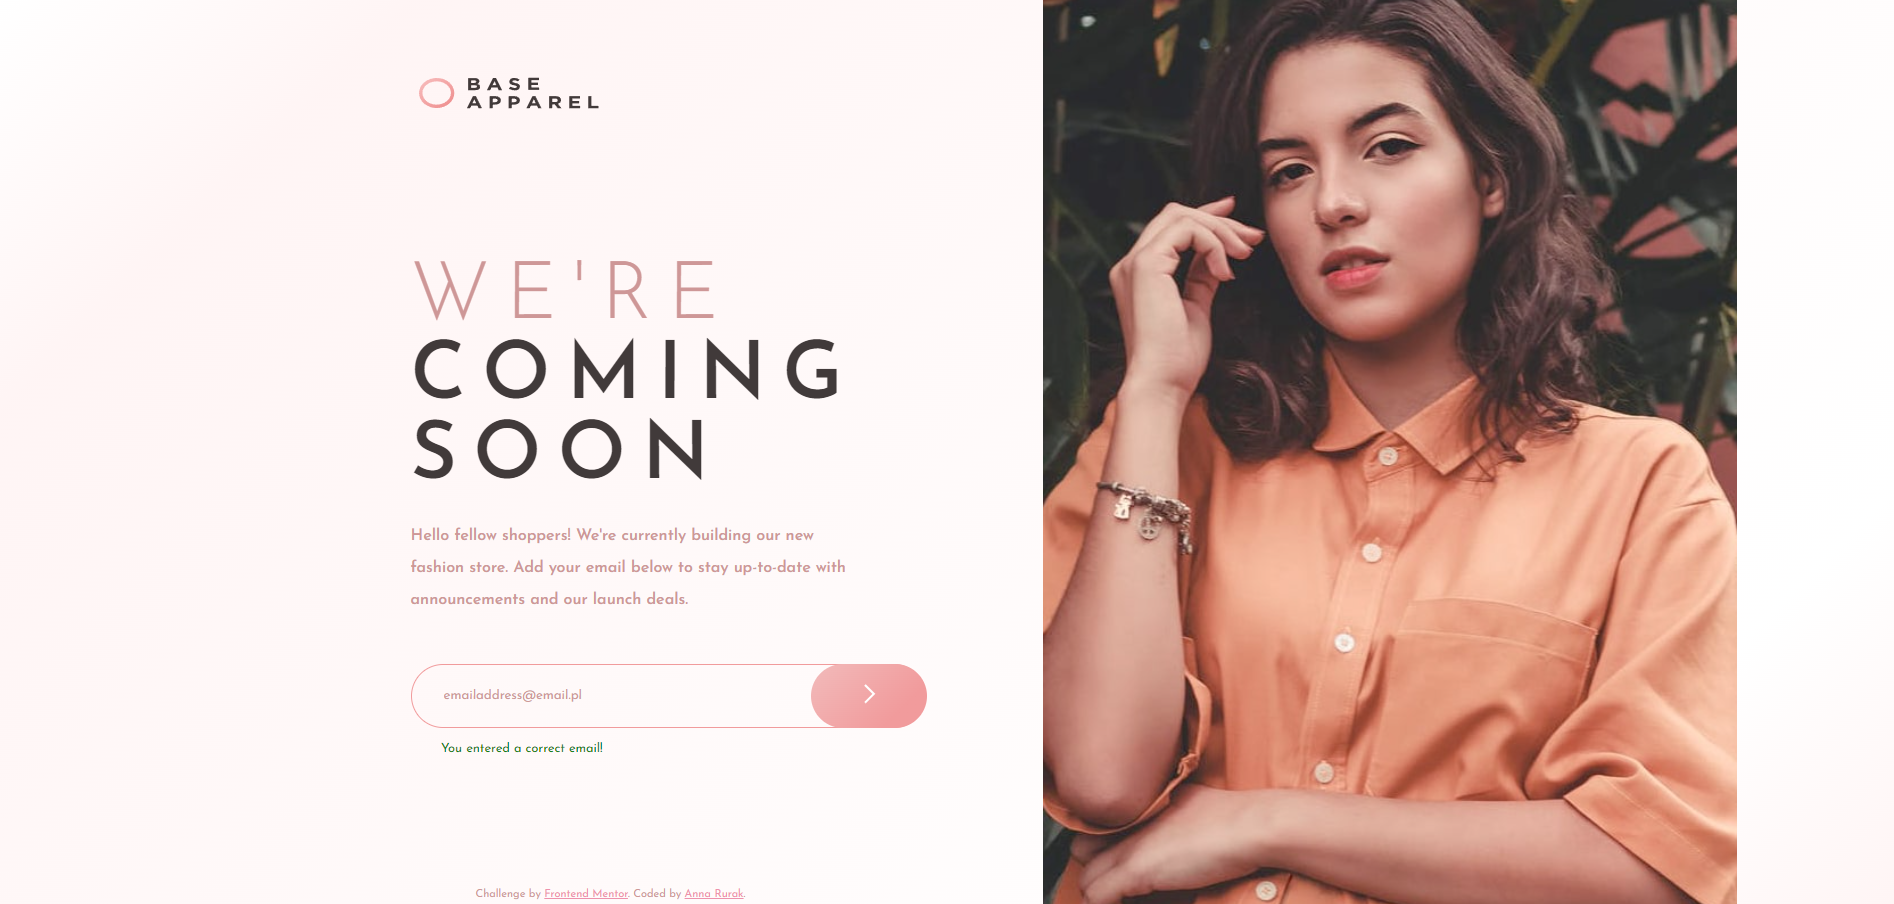 BASE
APPAREL
WE'RE
COMING
SOON
Hello fellow shoppers! We're currently building our new
fashion store. Add your email below to stay up-to-date with
announcements and our launch deals.
emailaddress@email.pl
You entered a correct email!
Challenge by Frontend Mentor. Coded by Anna Rurak.